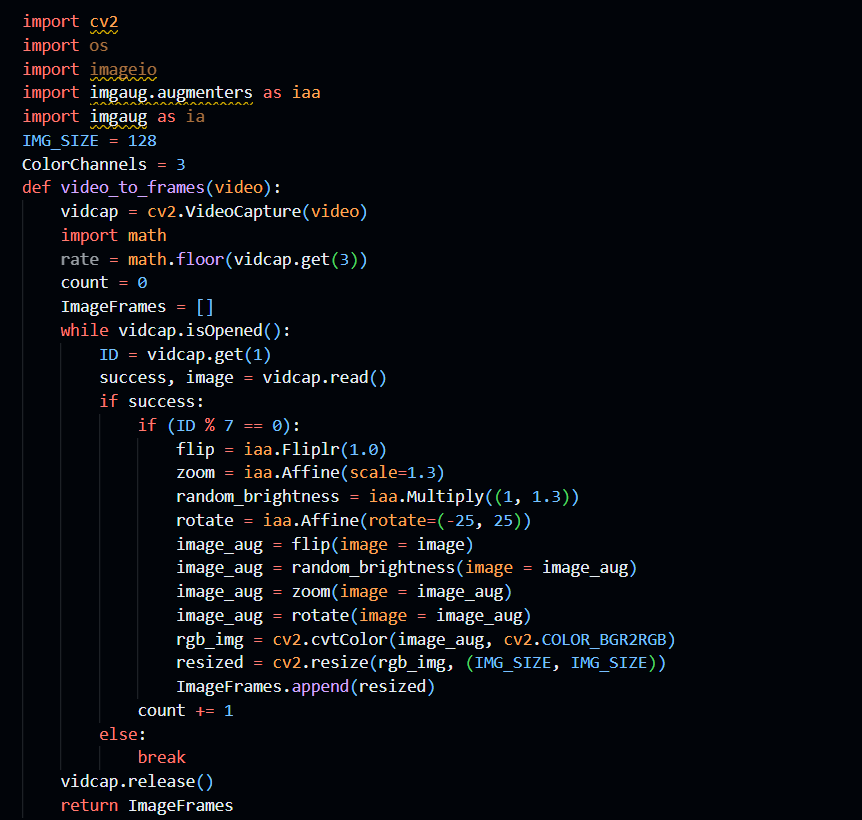 import cv2
import os
import imageio
import imgaug.augmenters as iaa
import imgaug as ia
IMG_SIZE = 128
ColorChannels = 3
def video_to_frames(video):
    vidcap = cv2.VideoCapture(video)
    import math
    rate = math.floor(vidcap.get(3))
    count = 0
    ImageFrames = []
    while vidcap.isOpened():
        ID = vidcap.get(1)
        success, image = vidcap.read()
        if success:
            if (ID % 7 == 0):
                flip = iaa.Fliplr(1.0)
                zoom = iaa.Affine(scale=1.3)
                random_brightness = iaa.Multiply((1, 1.3))
                rotate = iaa.Affine(rotate=(-25, 25))
                image_aug = flip(image = image)
                image_aug = random_brightness(image = image_aug)
                image_aug = zoom(image = image_aug)
                image_aug = rotate(image = image_aug)
                rgb_img = cv2.cvtColor(image_aug, cv2.COLOR_BGR2RGB)
                resized = cv2.resize(rgb_img, (IMG_SIZE, IMG_SIZE))
                ImageFrames.append(resized)
            count += 1
        else:
            break
    vidcap.release()
    return ImageFrames